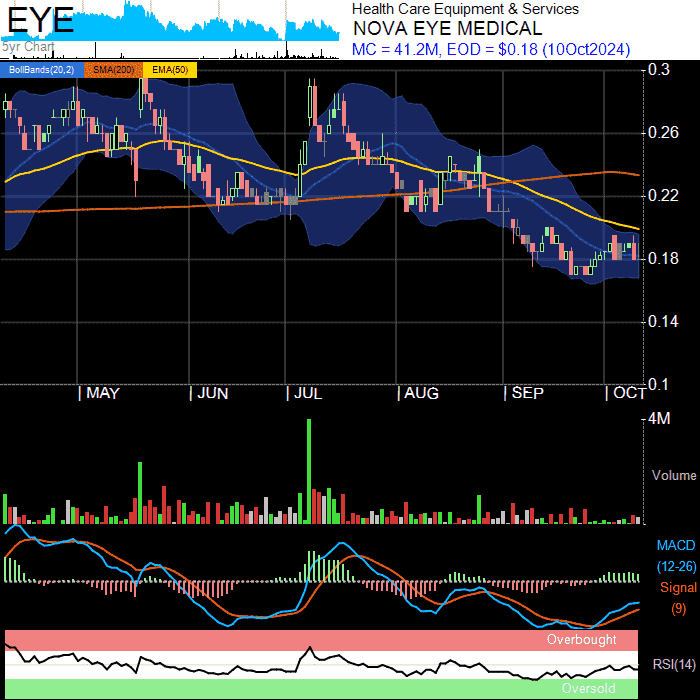 EYE
Health Care Equipment & Services
NOVA EYE MEDICAL
5yr Chart
MC = 41.2M, EOD = $0.18 (10Oct2024)
BollBands(20,2) SMA(200) EMA(50)
0.3
0.26
0.22
0.18
0.14
0.1
| MAY | JUN | JUL | AUG | SEP | OCT
4M
Volume
MACD
(12-26)
Signal
(9)
Overbought
RSI(14)
Oversold